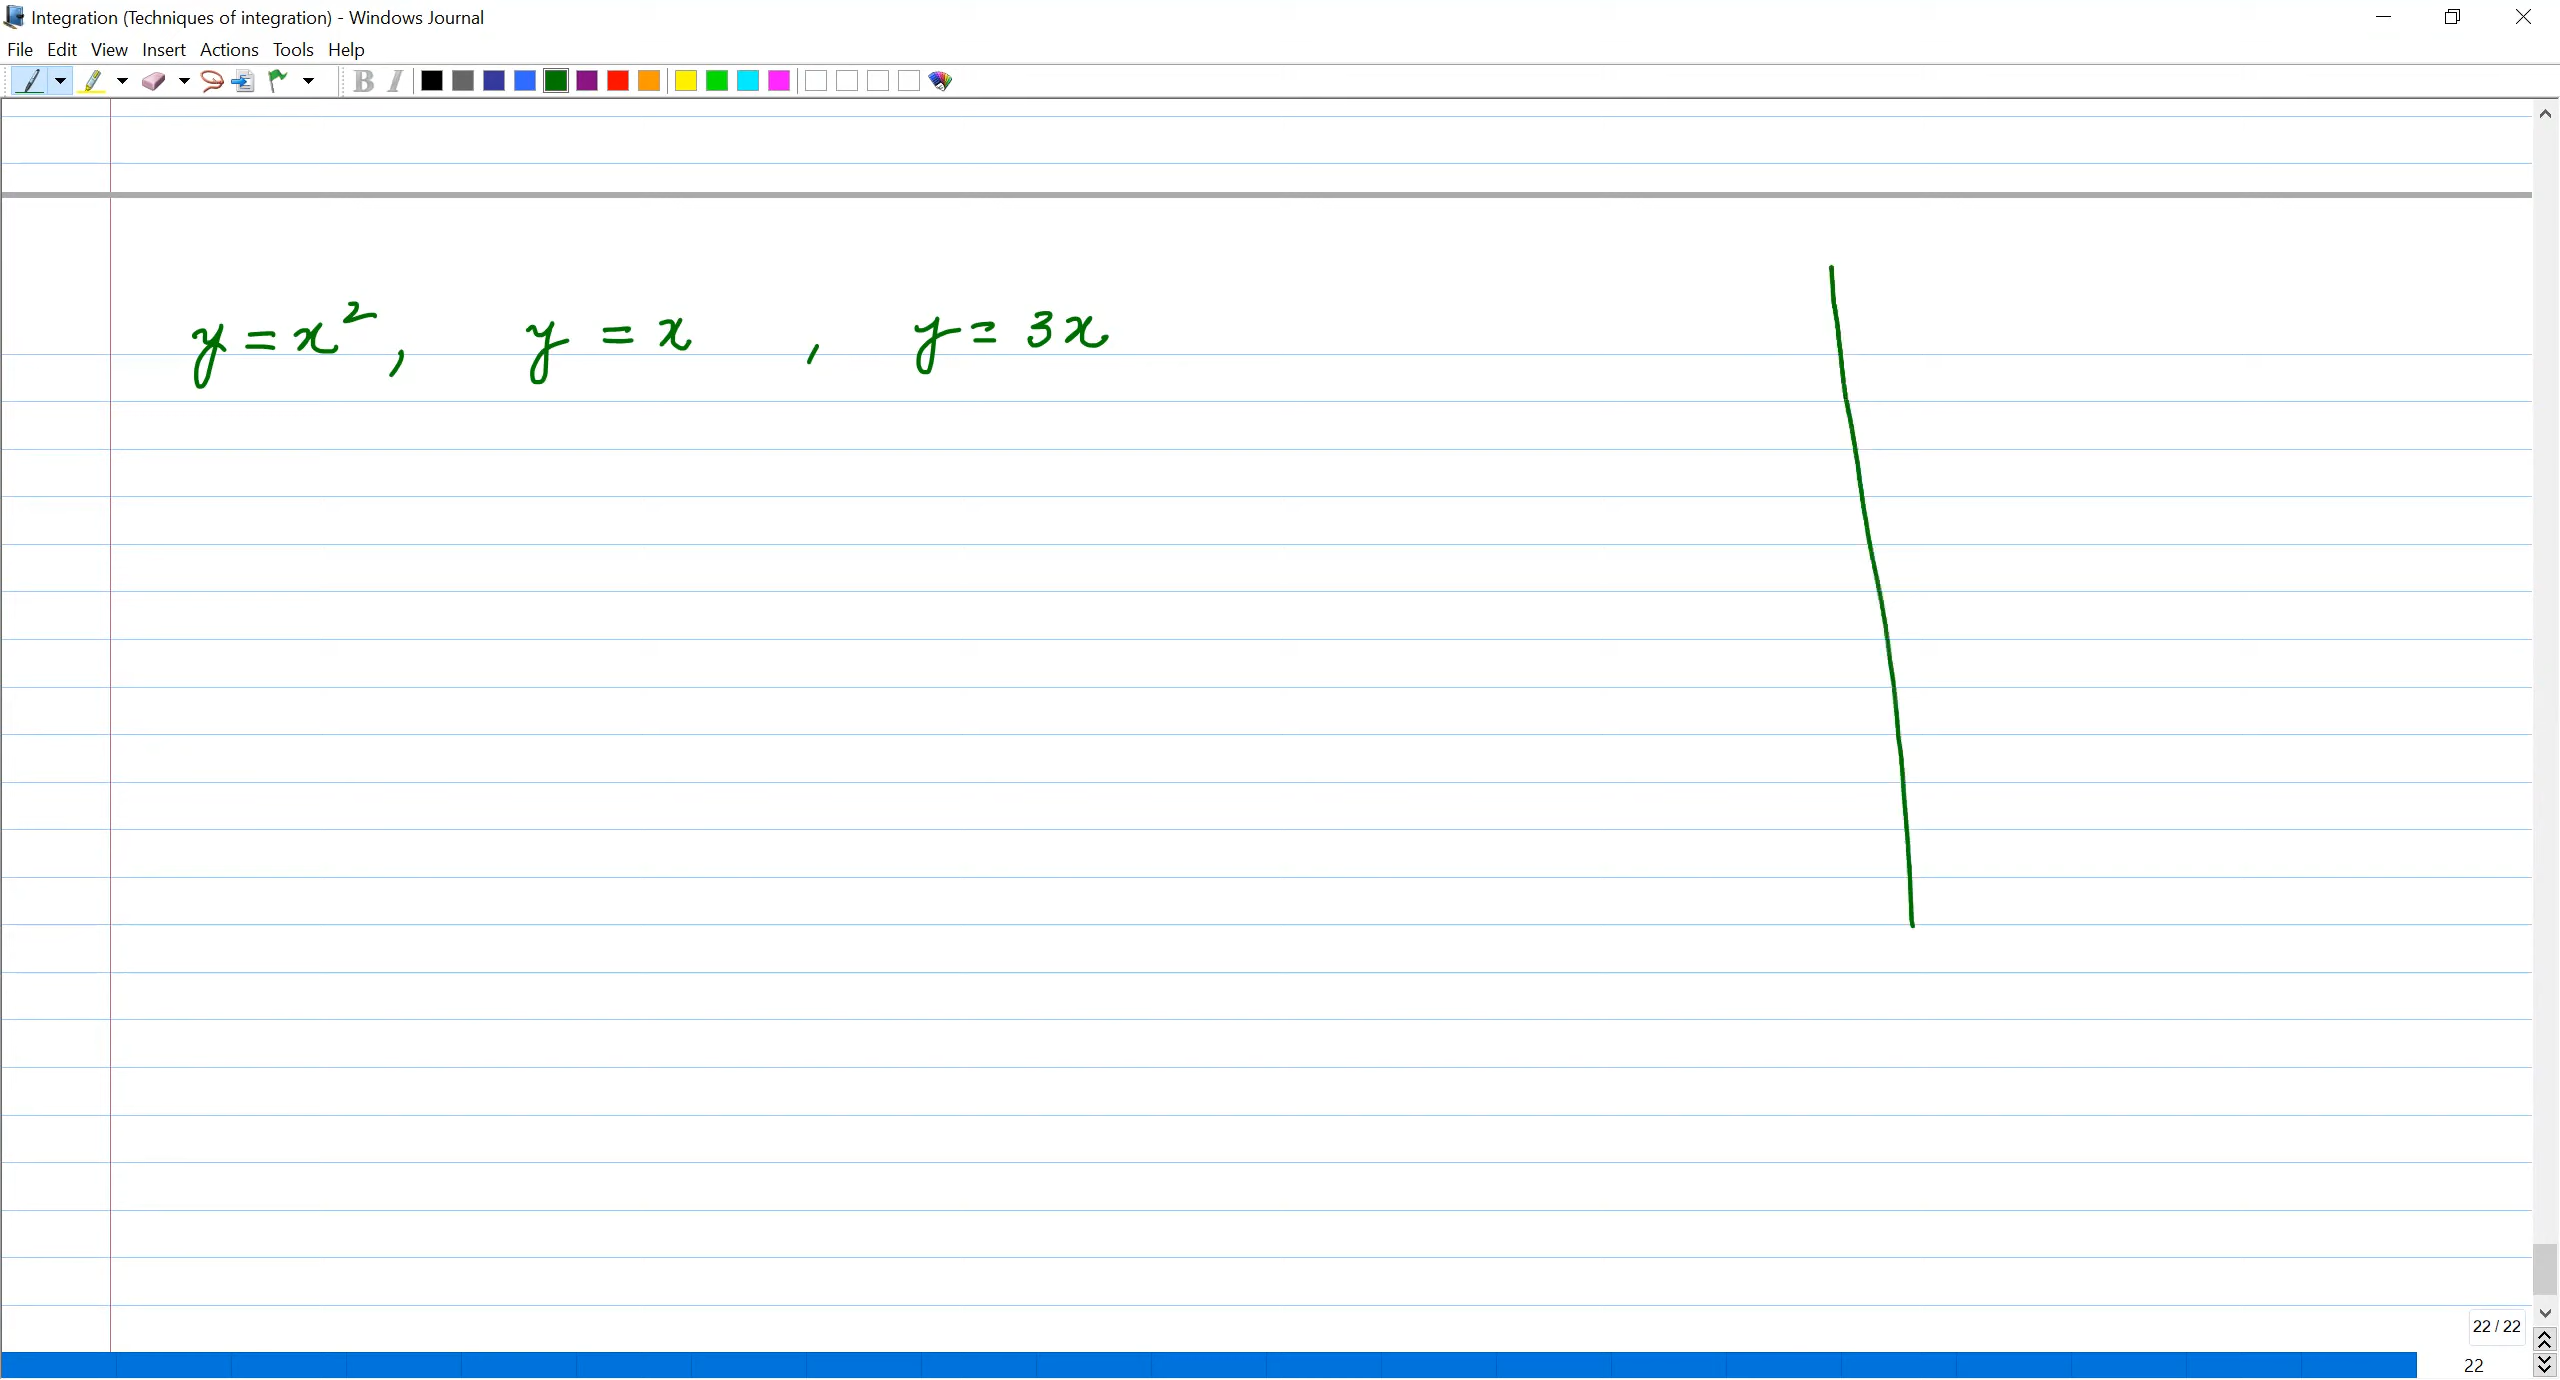 Integration (Techniques of integration) - Windows Journal
File Edit View Insert Actions Tools Help
B I
y = x², y = x , y = 3x
22 / 22
22